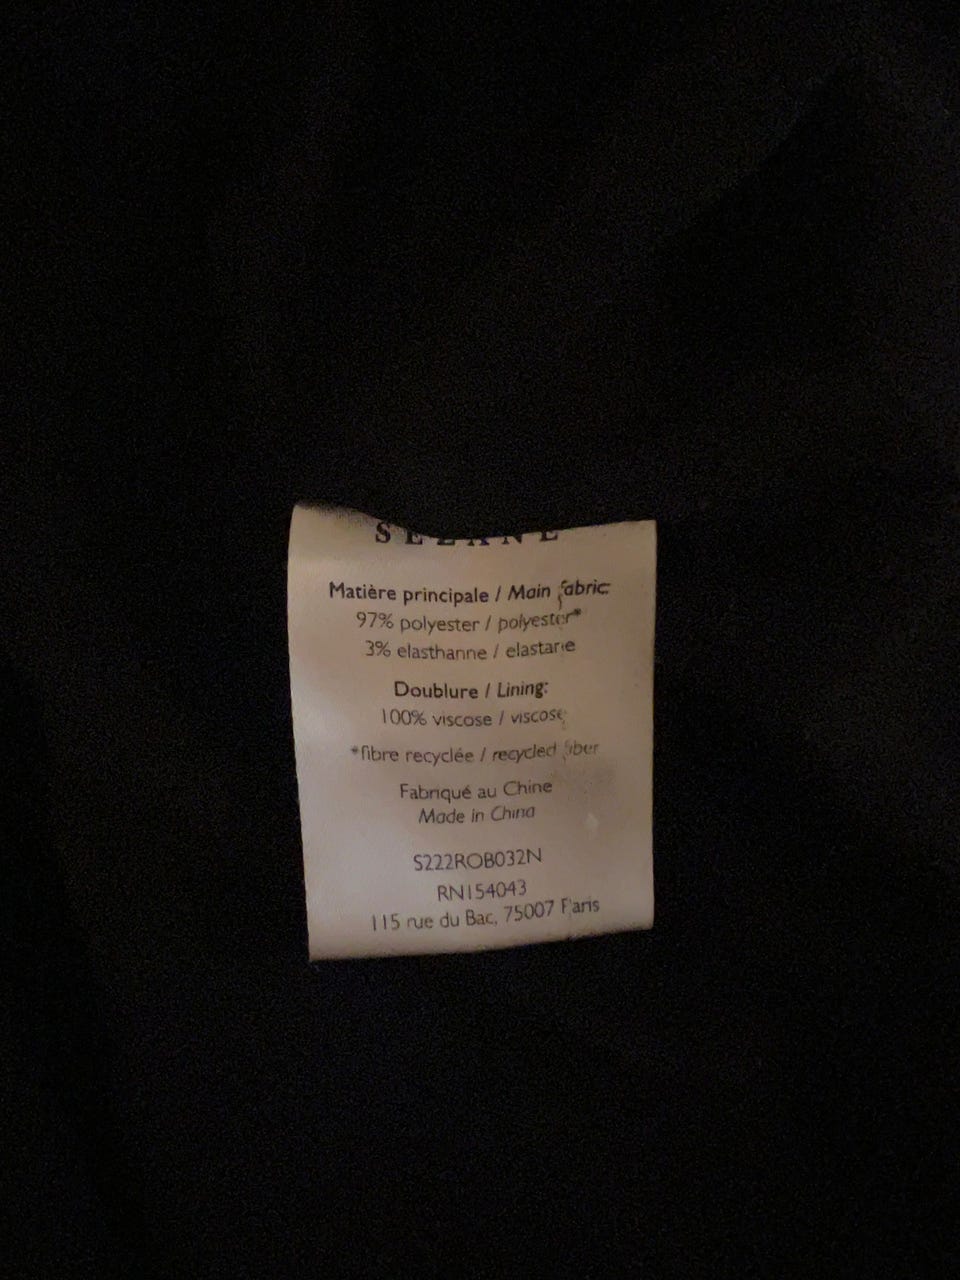 SEZANE
Matière principale / Main fabric:
97% polyester / polyester*
3% elasthanne / elastane
Doublure / Lining:
100% viscose / viscose
*fibre recyclée / recycled fiber
Fabriqué au Chine
Made in China
S222ROB032N
RN154043
115 rue du Bac, 75007 Paris